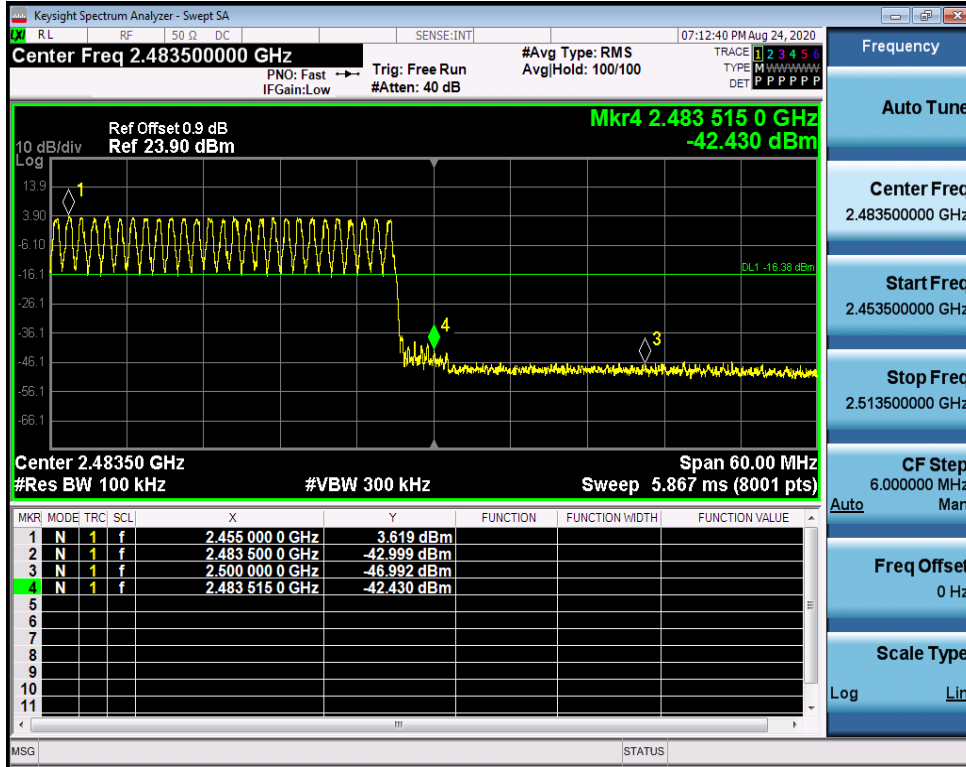 Keysight Spectrum Analyzer - Swept SA
LXI RL RF 50 Ω DC SENSE:INT 07:12:40 PM Aug 24, 2020
Center Freq 2.483500000 GHz
PNO: Fast
IFGain:Low
Trig: Free Run
#Atten: 40 dB
#Avg Type: RMS
Avg|Hold: 100/100
TRACE 1 2 3 4 5 6
TYPE M W W W W W
DET P P P P P P
Mkr4 2.483 515 0 GHz
-42.430 dBm
Ref Offset 0.9 dB
10 dB/div Ref 23.90 dBm
Log
13.9
3.90
-6.10
-16.1
-26.1
-36.1
-46.1
-56.1
-66.1
1
DL1 -16.38 dBm
4
3
Center 2.48350 GHz Span 60.00 MHz
#Res BW 100 kHz #VBW 300 kHz Sweep 5.867 ms (8001 pts)
MKR MODE TRC SCL X Y FUNCTION FUNCTION WIDTH FUNCTION VALUE
1 N 1 f 2.455 000 0 GHz 3.619 dBm
2 N 1 f 2.483 500 0 GHz -42.999 dBm
3 N 1 f 2.500 000 0 GHz -46.992 dBm
4 N 1 f 2.483 515 0 GHz -42.430 dBm
5
6
7
8
9
10
11
MSG STATUS
Frequency
Auto Tune
Center Freq
2.483500000 GHz
Start Freq
2.453500000 GHz
Stop Freq
2.513500000 GHz
CF Step
6.000000 MHz
Auto Man
Freq Offset
0 Hz
Scale Type
Log Lin